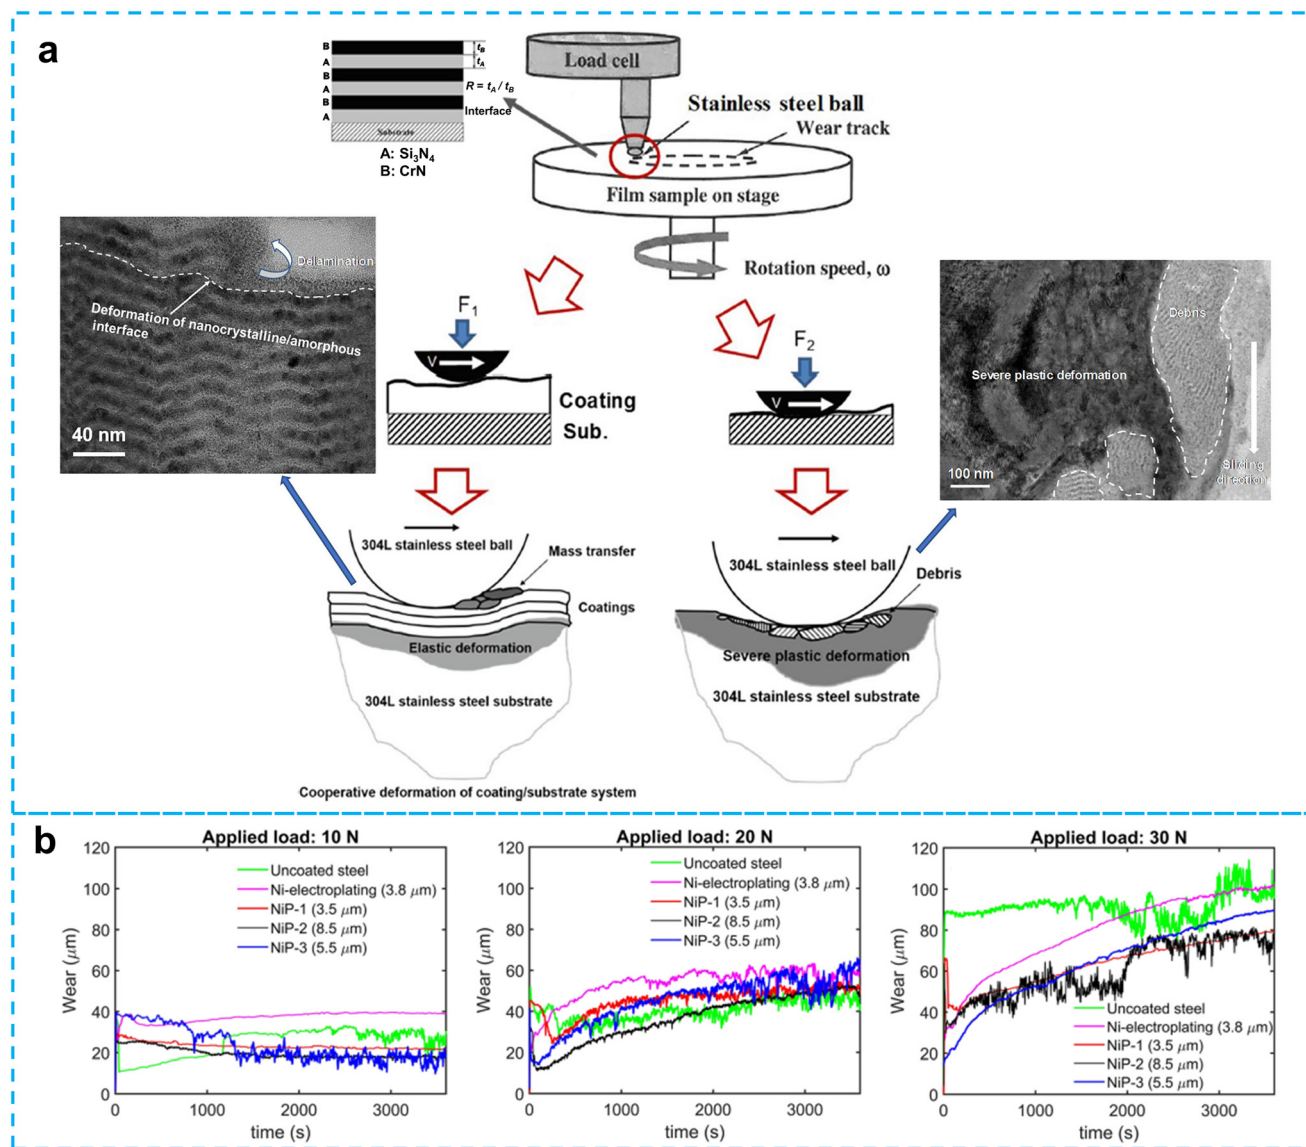 a
B
A
B
A
B
A
tB
tA
R = tA / tB
Interface
Substrate
A: Si₃N₄
B: CrN
Load cell
Stainless steel ball
Wear track
Film sample on stage
Rotation speed, ω
Delamination
Deformation of nanocrystalline/amorphous
interface
40 nm
F₁
V
Coating
Sub.
F₂
V
Debris
Severe plastic deformation
100 nm
Sliding
direction
304L stainless steel ball
Mass transfer
Coatings
Elastic deformation
304L stainless steel substrate
Cooperative deformation of coating/substrate system
304L stainless steel ball
Debris
Severe plastic deformation
304L stainless steel substrate
b
Applied load: 10 N
Wear (μm)
120
100
80
60
40
20
0
Uncoated steel
Ni-electroplating (3.8 μm)
NiP-1 (3.5 μm)
NiP-2 (8.5 μm)
NiP-3 (5.5 μm)
0 1000 2000 3000
time (s)
Applied load: 20 N
Wear (μm)
120
100
80
60
40
20
0
Uncoated steel
Ni-electroplating (3.8 μm)
NiP-1 (3.5 μm)
NiP-2 (8.5 μm)
NiP-3 (5.5 μm)
0 1000 2000 3000
time (s)
Applied load: 30 N
Wear (μm)
120
100
80
60
40
20
0
Uncoated steel
Ni-electroplating (3.8 μm)
NiP-1 (3.5 μm)
NiP-2 (8.5 μm)
NiP-3 (5.5 μm)
0 1000 2000 3000
time (s)